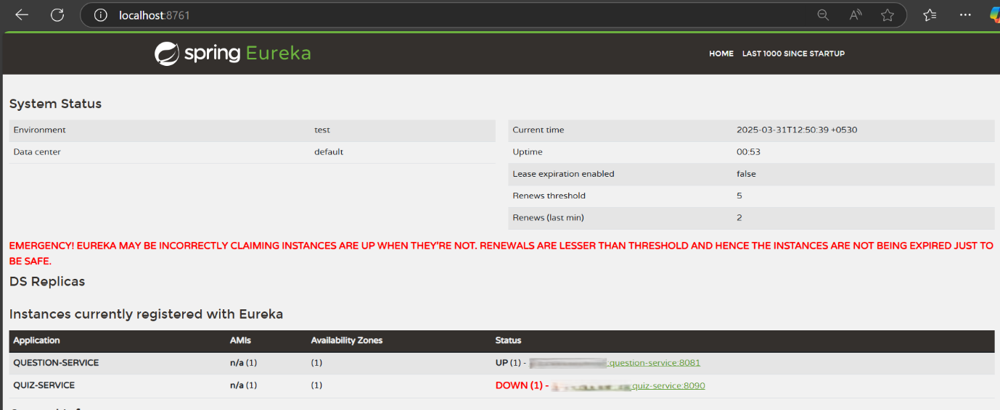 localhost:8761
spring Eureka
HOME LAST 1000 SINCE STARTUP
System Status
Environment test
Data center default
Current time 2025-03-31T12:50:39 +0530
Uptime 00:53
Lease expiration enabled false
Renews threshold 5
Renews (last min) 2
EMERGENCY! EUREKA MAY BE INCORRECTLY CLAIMING INSTANCES ARE UP WHEN THEY'RE NOT. RENEWALS ARE LESSER THAN THRESHOLD AND HENCE THE INSTANCES ARE NOT BEING EXPIRED JUST TO
BE SAFE.
DS Replicas
Instances currently registered with Eureka
Application AMIs Availability Zones Status
QUESTION-SERVICE n/a (1) (1) UP (1) - :question-service:8081
QUIZ-SERVICE n/a (1) (1) DOWN (1) - quiz-service:8090